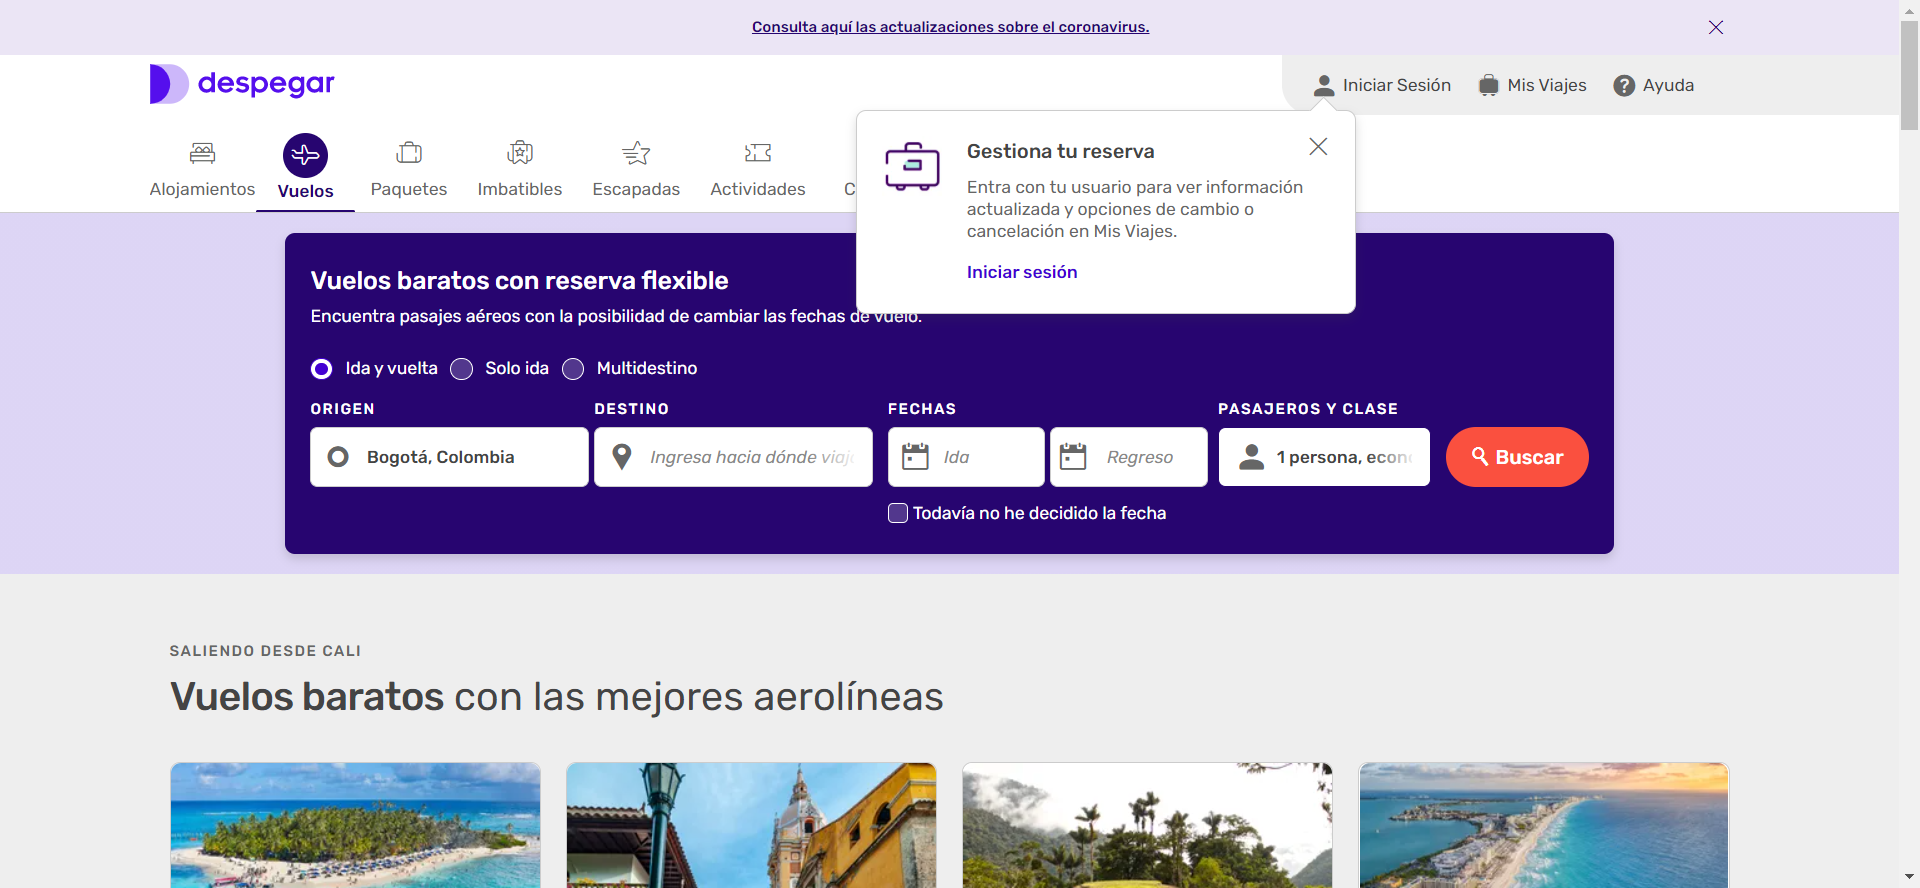 Consulta aquí las actualizaciones sobre el coronavirus.
despegar
Iniciar Sesión
Mis Viajes
? Ayuda
Alojamientos
Vuelos
Paquetes
Imbatibles
Escapadas
Actividades
C
Gestiona tu reserva
Entra con tu usuario para ver información
actualizada y opciones de cambio o
cancelación en Mis Viajes.
Iniciar sesión
Vuelos baratos con reserva flexible
Encuentra pasajes aéreos con la posibilidad de cambiar las fechas de vuelo.
Ida y vuelta
Solo ida
Multidestino
ORIGEN
DESTINO
FECHAS
PASAJEROS Y CLASE
Bogotá, Colombia
Ingresa hacia dónde viaj
Ida
Regreso
1 persona, econ
Buscar
Todavía no he decidido la fecha
SALIENDO DESDE CALI
Vuelos baratos con las mejores aerolíneas